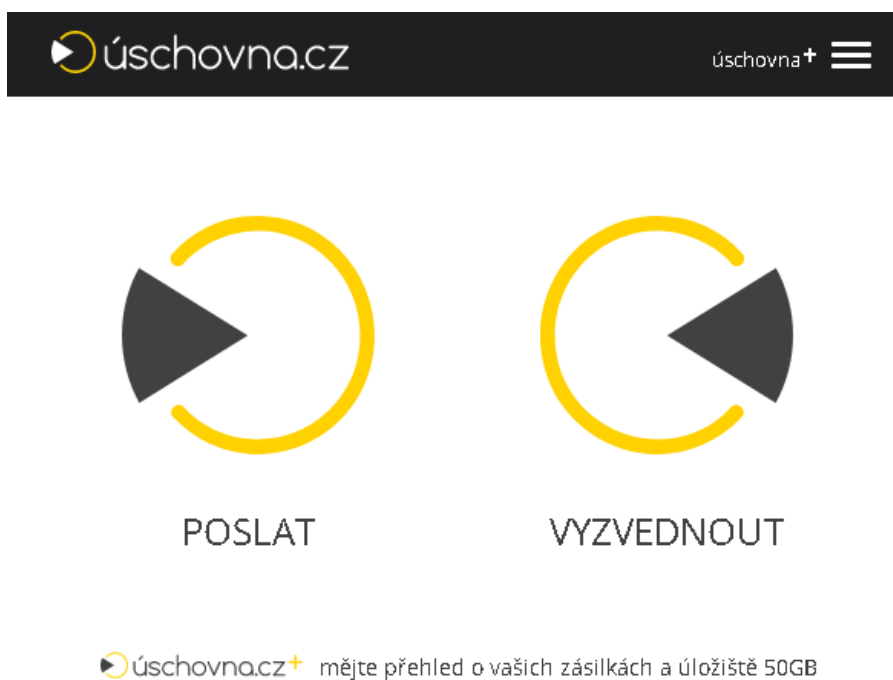 úschovna.cz
úschovna+
POSLAT
VYZVEDNOUT
úschovna.cz+ mějte přehled o vašich zásilkách a úložiště 50GB